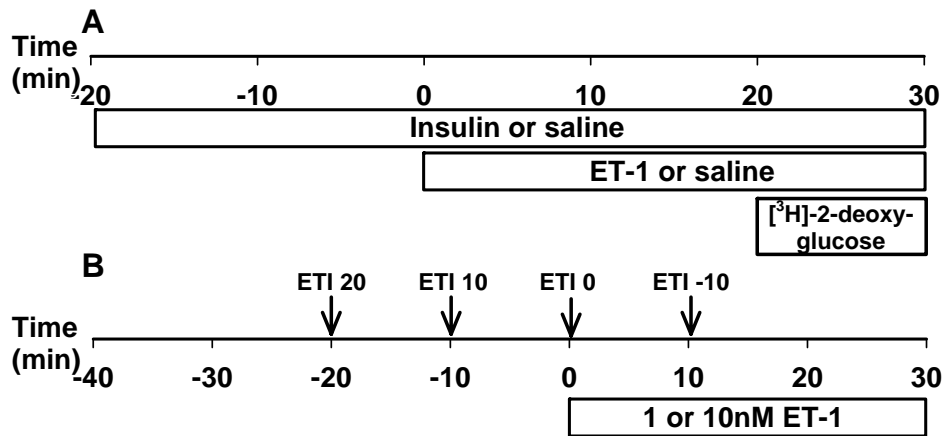 A
Time
(min)
-20 -10 0 10 20 30
Insulin or saline
ET-1 or saline
[³H]-2-deoxy-
glucose
B
ETI 20 ETI 10 ETI 0 ETI -10
Time
(min)
-40 -30 -20 -10 0 10 20 30
1 or 10nM ET-1